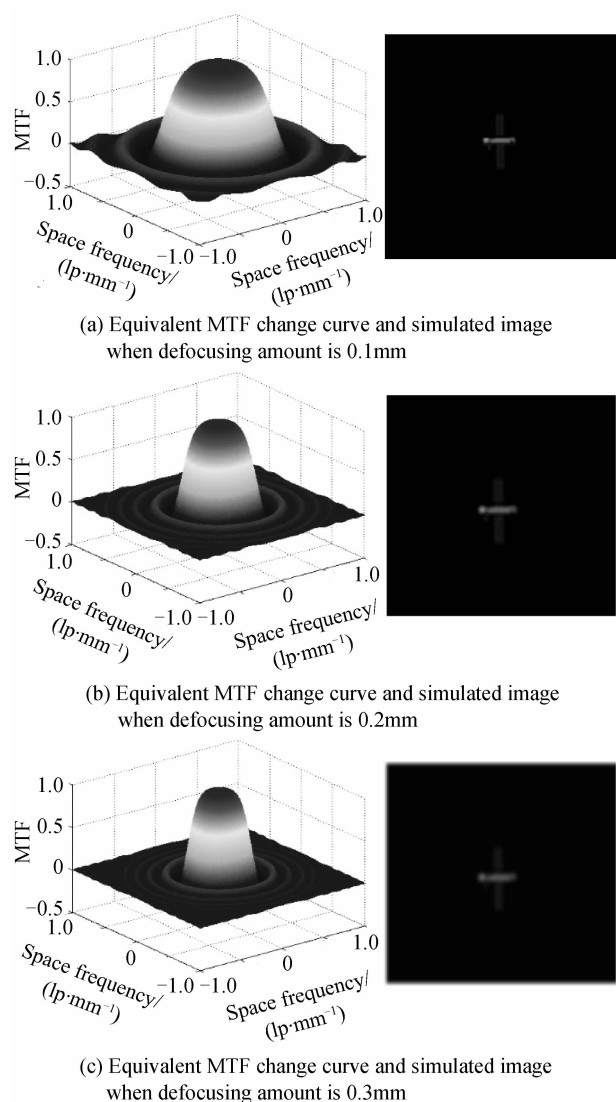 1.0
0.5
0
−0.5
MTF
1.0
0
−1.0
Space frequency/
(lp·mm⁻¹)
−1.0
0
1.0
Space frequency/
(lp·mm⁻¹)
(a) Equivalent MTF change curve and simulated image
when defocusing amount is 0.1mm
1.0
0.5
0
−0.5
MTF
1.0
0
−1.0
Space frequency/
(lp·mm⁻¹)
−1.0
0
1.0
Space frequency/
(lp·mm⁻¹)
(b) Equivalent MTF change curve and simulated image
when defocusing amount is 0.2mm
1.0
0.5
0
−0.5
MTF
1.0
0
−1.0
Space frequency/
(lp·mm⁻¹)
−1.0
0
1.0
Space frequency/
(lp·mm⁻¹)
(c) Equivalent MTF change curve and simulated image
when defocusing amount is 0.3mm